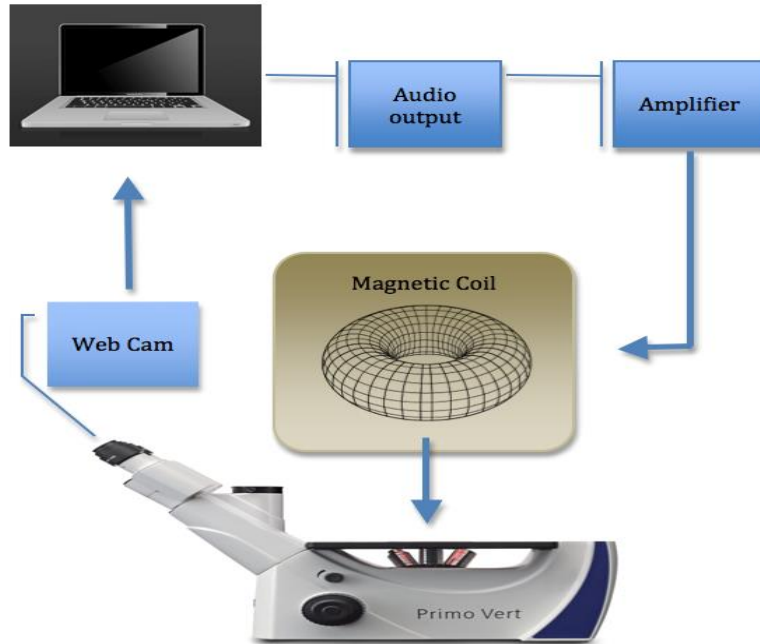 Audio
output
Amplifier
Magnetic Coil
Web Cam
Primo Vert